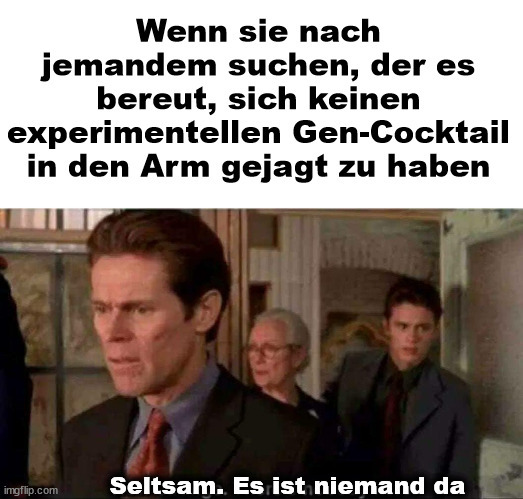 Wenn sie nach
jemandem suchen, der es
bereut, sich keinen
experimentellen Gen-Cocktail
in den Arm gejagt zu haben
Seltsam. Es ist niemand da
imgflip.com